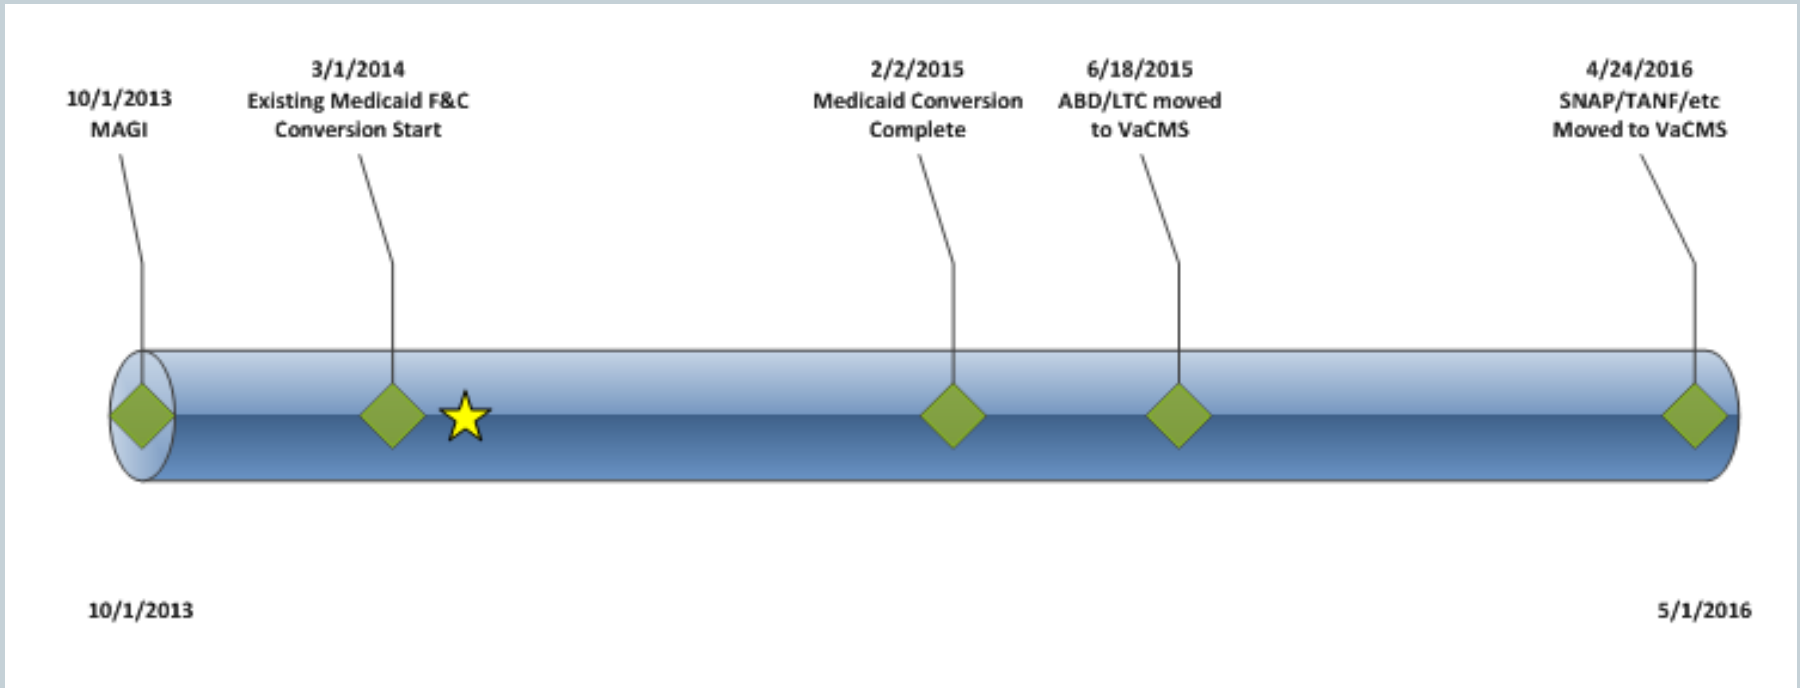 10/1/2013
MAGI
3/1/2014
Existing Medicaid F&C
Conversion Start
2/2/2015
Medicaid Conversion
Complete
6/18/2015
ABD/LTC moved
to VaCMS
4/24/2016
SNAP/TANF/etc
Moved to VaCMS
10/1/2013
5/1/2016